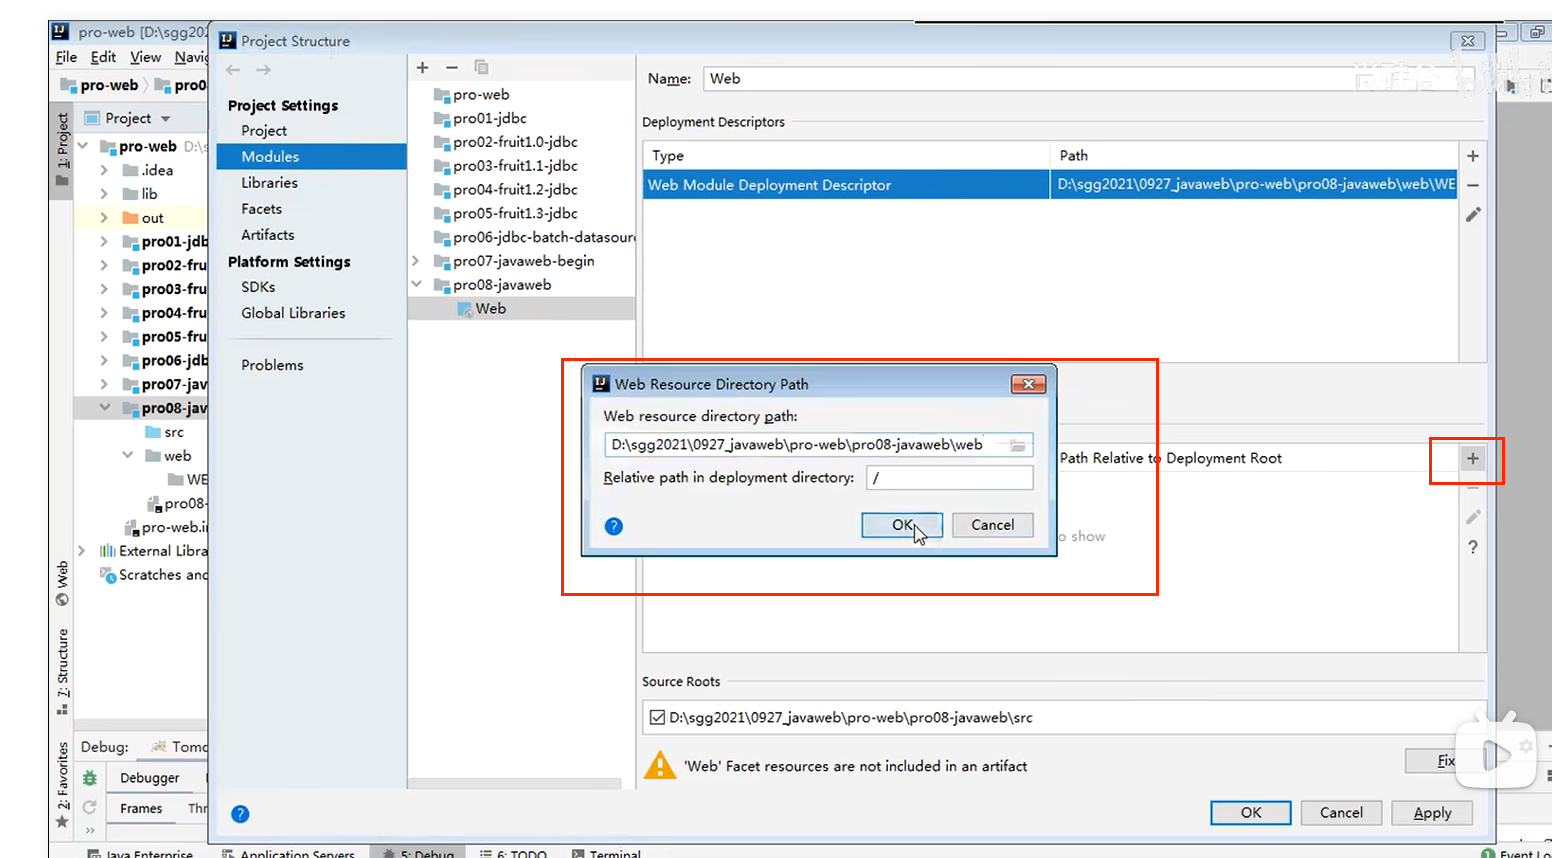 pro-web [D:\sgg202
Project Structure
File Edit View Navig
pro-web pro0
1: Project
Project
pro-web D:\s
.idea
lib
out
pro01-jdb
pro02-fru
pro03-fru
pro04-fru
pro05-fru
pro06-jdb
pro07-jav
pro08-jav
src
web
WE
pro08-
pro-web.i
External Libra
Scratches and
Web
7: Structure
2: Favorites
Project Settings
Project
Modules
Libraries
Facets
Artifacts
Platform Settings
SDKs
Global Libraries
Problems
pro-web
pro01-jdbc
pro02-fruit1.0-jdbc
pro03-fruit1.1-jdbc
pro04-fruit1.2-jdbc
pro05-fruit1.3-jdbc
pro06-jdbc-batch-datasour
pro07-javaweb-begin
pro08-javaweb
Web
Name: Web
Deployment Descriptors
Type Path
Web Module Deployment Descriptor D:\sgg2021\0927_javaweb\pro-web\pro08-javaweb\web\WE
Web Resource Directory Path
Web resource directory path:
D:\sgg2021\0927_javaweb\pro-web\pro08-javaweb\web
Relative path in deployment directory: /
OK Cancel
Path Relative to Deployment Root
o show
Source Roots
D:\sgg2021\0927_javaweb\pro-web\pro08-javaweb\src
'Web' Facet resources are not included in an artifact
Fix
OK Cancel Apply
Debug: Tomc
Debugger
Frames Thr
Java Enterprise Application Servers 5: Debug 6: TODO Terminal
1 Event Lo